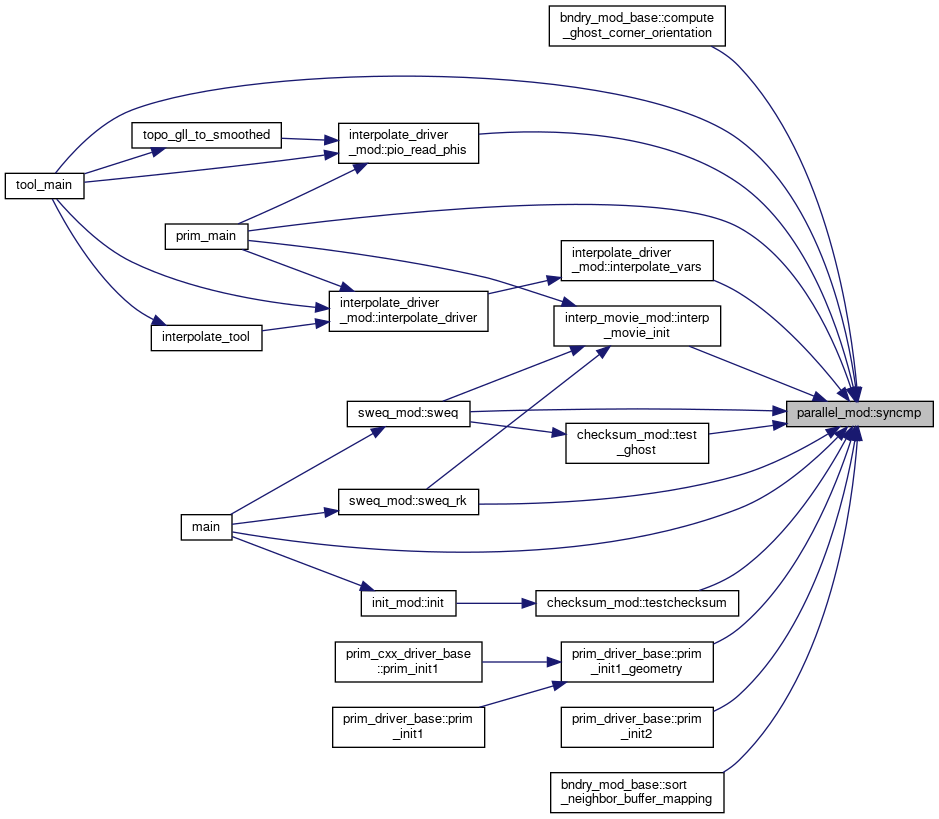 bndry_mod_base::compute
_ghost_corner_orientation
topo_gll_to_smoothed
interpolate_driver
_mod::pio_read_phis
tool_main
prim_main
interpolate_driver
_mod::interpolate_vars
interpolate_driver
_mod::interpolate_driver
interp_movie_mod::interp
_movie_init
interpolate_tool
sweq_mod::sweq
parallel_mod::syncmp
checksum_mod::test
_ghost
sweq_mod::sweq_rk
main
init_mod::init
checksum_mod::testchecksum
prim_cxx_driver_base
::prim_init1
prim_driver_base::prim
_init1_geometry
prim_driver_base::prim
_init1
prim_driver_base::prim
_init2
bndry_mod_base::sort
_neighbor_buffer_mapping